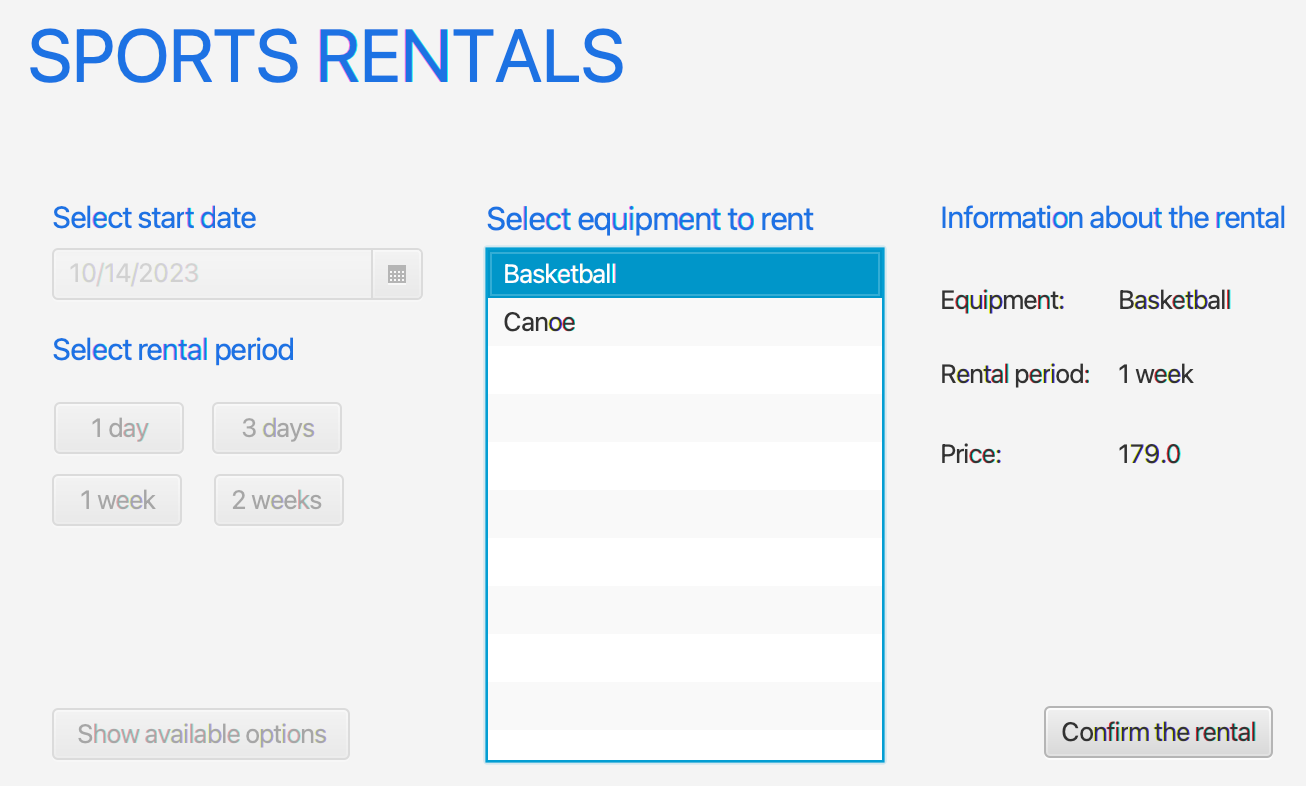 SPORTS RENTALS
Select start date
10/14/2023
Select rental period
1 day
3 days
1 week
2 weeks
Show available options
Select equipment to rent
Basketball
Canoe
Information about the rental
Equipment: Basketball
Rental period: 1 week
Price: 179.0
Confirm the rental